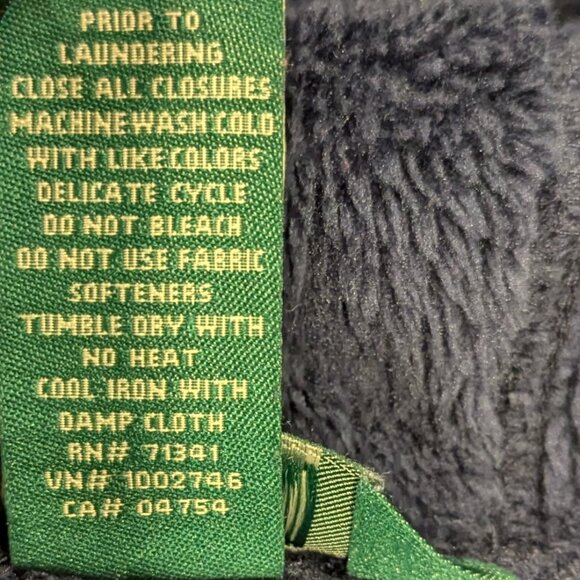 PRIOR TO
LAUNDERING
CLOSE ALL CLOSURES
MACHINE WASH COLD
WITH LIKE COLORS
DELICATE CYCLE
DO NOT BLEACH
DO NOT USE FABRIC
SOFTENERS
TUMBLE DRY WITH
NO HEAT
COOL IRON WITH
DAMP CLOTH
RN# 71341
VN# 1002746
CA# 04754